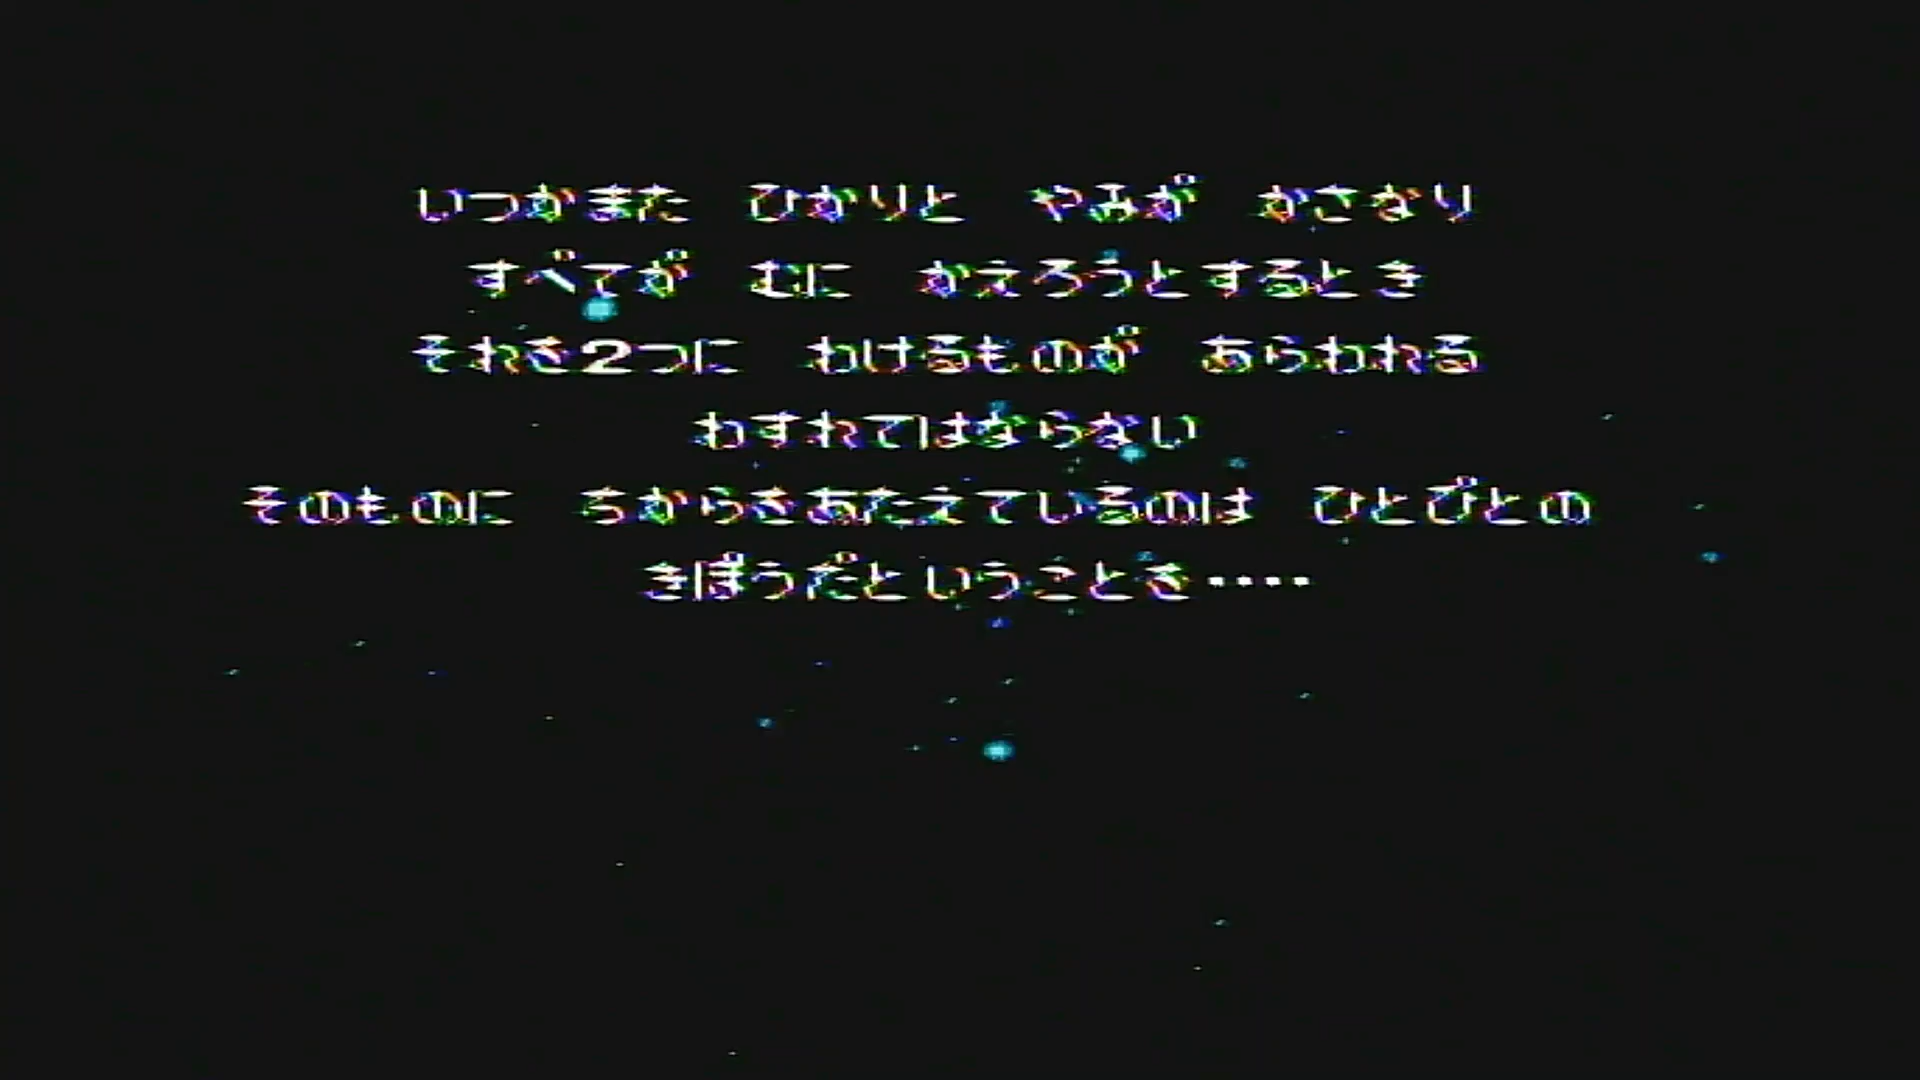 いつかまた　ひかりと　やみが　かさなり
すべてが　むに　かえろうとするとき
それを２つに　わけるものが　あらわれる
わすれてはならない
そのものに　ちからをあたえているのは　ひとびとの
きぼうだということを････